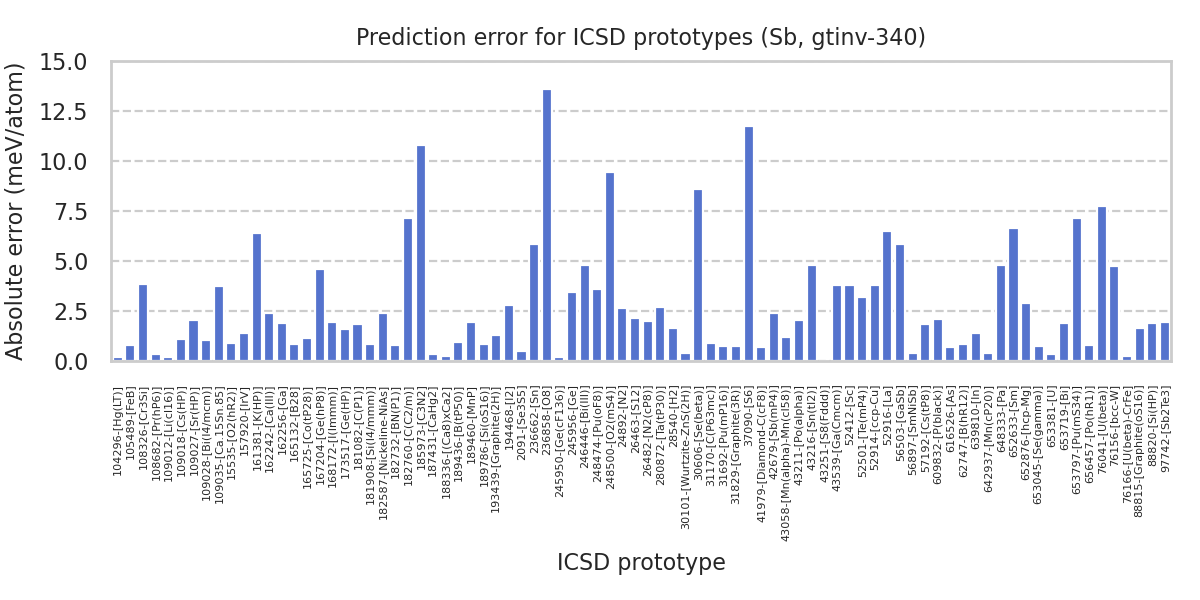 Prediction error for ICSD prototypes (Sb, gtinv-340)
Absolute error (meV/atom)
15.0
12.5
10.0
7.5
5.0
2.5
0.0
104296-[Hg(LT)]
105489-[FeB]
108326-[Cr3Si]
108682-[Pr(hP6)]
109012-[Li(cI16)]
109018-[Cs(HP)]
109027-[Sr(HP)]
109028-[Bi(I4/mcm)]
109035-[Ca.15Sn.85]
15535-[O2(hR2)]
157920-[IrV]
161381-[K(HP)]
162242-[Ca(III)]
162256-[Ga]
165132-[B28]
165725-[Co(tP28)]
167204-[Ge(hP8)]
168172-[I(Immm)]
173517-[Ge(HP)]
181082-[C(P1)]
181908-[Si(I4/mmm)]
182587-[Nickeline-NiAs]
182732-[BN(P1)]
182760-[C(C2/m)]
185973-[C3N2]
187431-[CaHg2]
188336-[(Ca8)xCa2]
189436-[B(tP50)]
189460-[MnP]
189786-[Si(oS16)]
193439-[Graphite(2H)]
194468-[I2]
2091-[Se3S5]
236662-[Sn]
236858-[O8]
245950-[Ge(cF136)]
245956-[Ge]
246446-[Bi(III)]
248474-[Pu(oF8)]
248500-[O2(mS4)]
24892-[N2]
26463-[S12]
26482-[N2(cP8)]
280872-[Ta(tP30)]
28540-[H2]
30101-[Wurtzite-ZnS(2H)]
30606-[Se(beta)]
31170-[C(P63mc)]
31692-[Pu(mP16)]
31829-[Graphite(3R)]
37090-[S6]
41979-[Diamond-C(cF8)]
42679-[Sb(mP4)]
43058-[Mn(alpha)-Mn(cI58)]
43211-[Po(alpha)]
43216-[Sn(tI4)]
43251-[S8(Fddd)]
43539-[Ga(Cmcm)]
52412-[Sc]
52501-[Te(mP4)]
52914-[ccp-Cu]
52916-[La]
56503-[GaSb]
56897-[SmNiSb]
57192-[Cs(tP8)]
609832-[P(black)]
616526-[As]
62747-[B(hR12)]
639810-[In]
642937-[Mn(cP20)]
648333-[Pa]
652633-[Sm]
652876-[hcp-Mg]
653045-[Se(gamma)]
653381-[U]
653719-[I]
653797-[Pu(mS34)]
656457-[Po(hR1)]
76041-[U(beta)]
76156-[bcc-W]
76166-[U(beta)-CrFe]
88815-[Graphite(oS16)]
88820-[Si(HP)]
97742-[Sb2Te3]
ICSD prototype